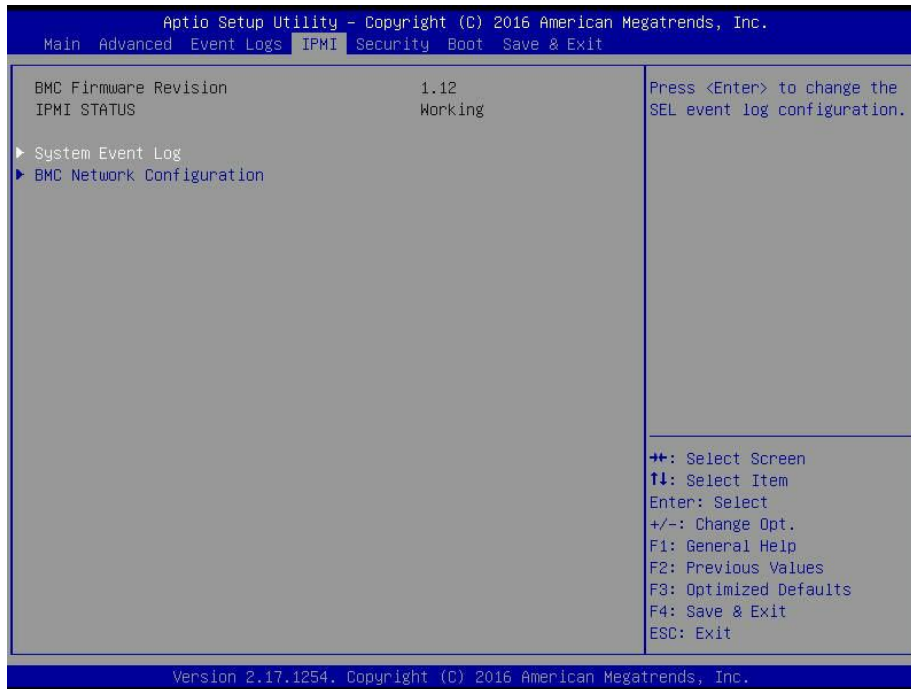 Aptio Setup Utility – Copyright (C) 2016 American Megatrends, Inc.
Main Advanced Event Logs IPMI Security Boot Save & Exit
BMC Firmware Revision 1.12
IPMI STATUS Working
System Event Log
BMC Network Configuration
Press <Enter> to change the
SEL event log configuration.
→←: Select Screen
↑↓: Select Item
Enter: Select
+/-: Change Opt.
F1: General Help
F2: Previous Values
F3: Optimized Defaults
F4: Save & Exit
ESC: Exit
Version 2.17.1254. Copyright (C) 2016 American Megatrends, Inc.